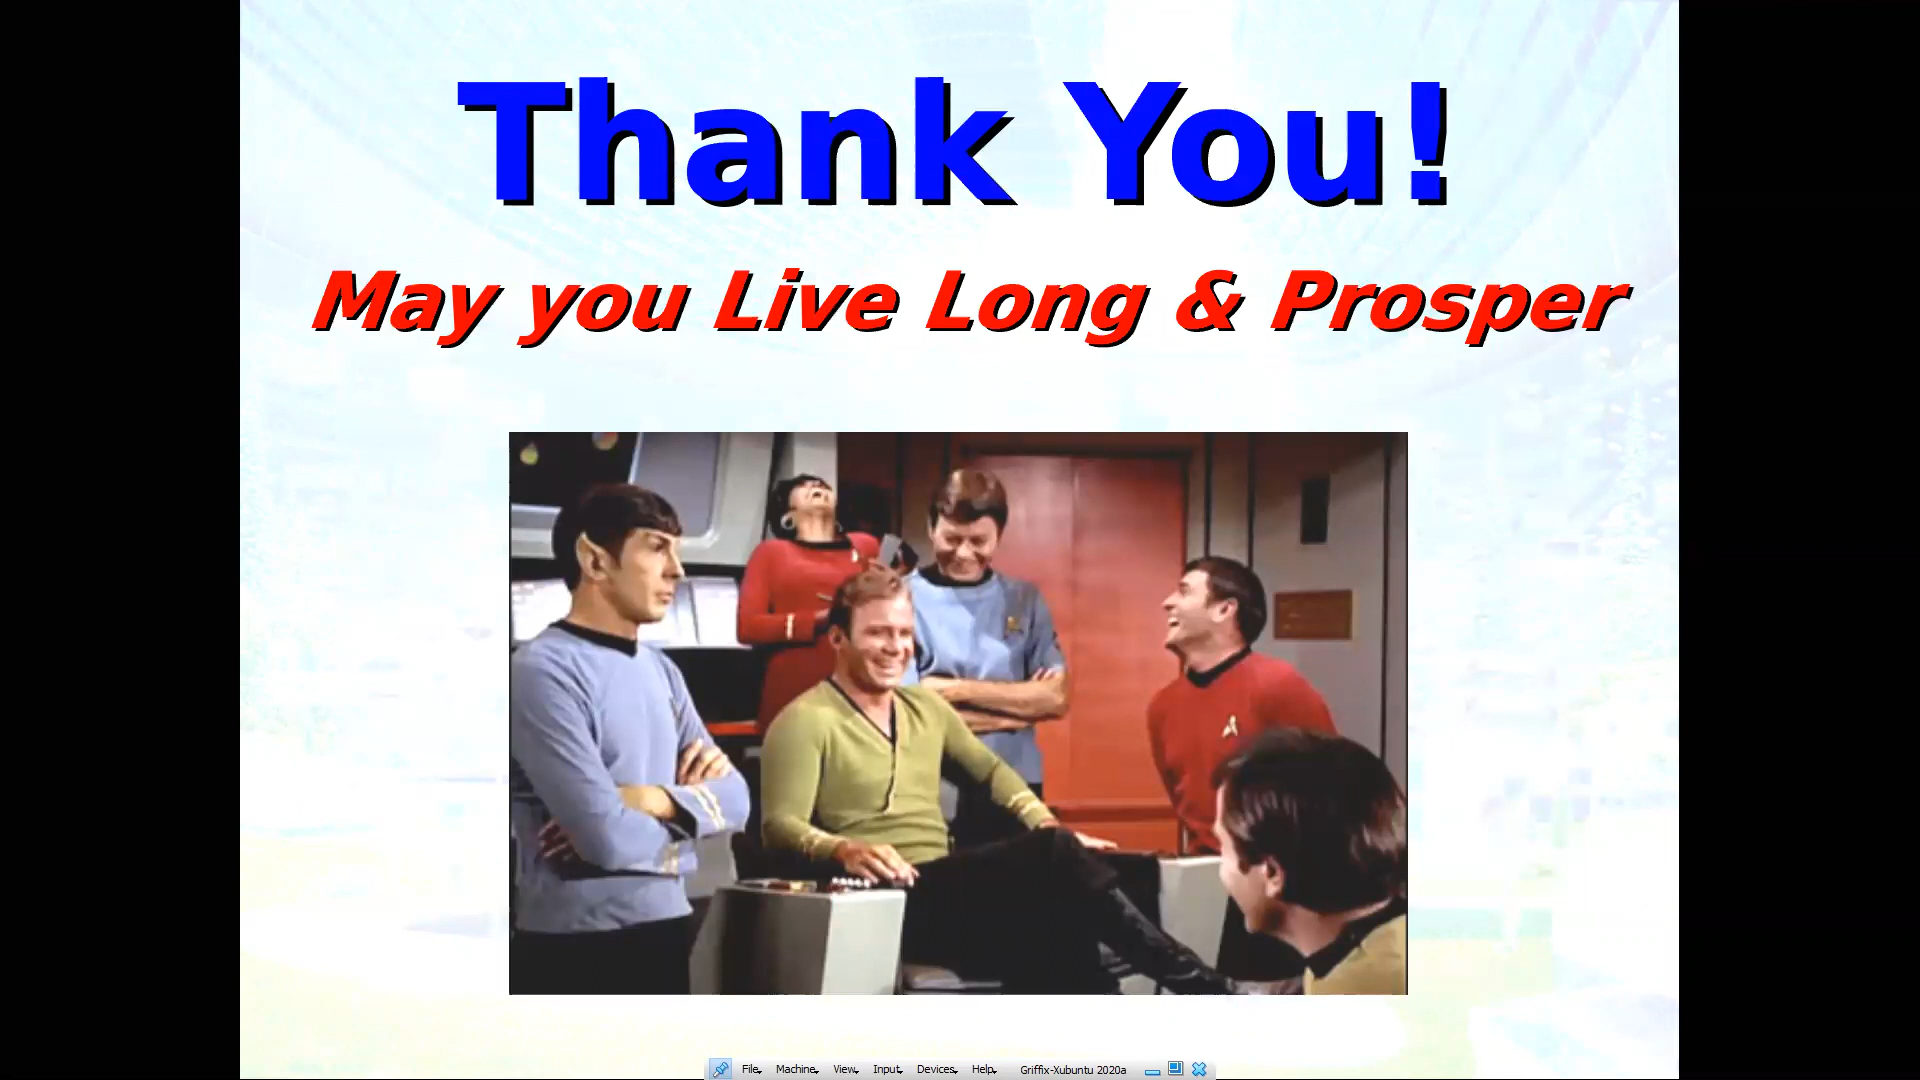 Thank You!
May you Live Long & Prosper
File Machine View Input Devices Help Griffix-Xubuntu 2020a